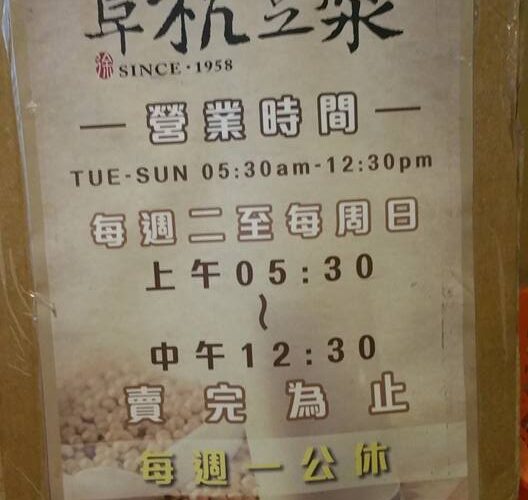 阜杭豆漿
徐 SINCE·1958
營業時間
TUE-SUN 05:30am-12:30pm
每週二至每周日
上午05:30
~
中午12:30
賣完為止
每週一公休